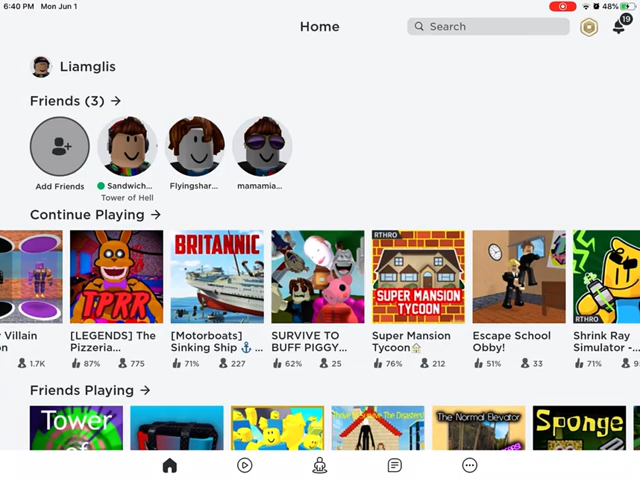 6:40 PM Mon Jun 1
48%
Home
Search
19
Liamglis
Friends (3) →
Add Friends
Sandwich...
Tower of Hell
Flyingshar...
mamamia...
Continue Playing →
TPRR
BRITANNIC
RTHRO
SUPER MANSION
TYCOON
RTHRO
Villain
[LEGENDS] The
Pizzeria...
[Motorboats]
Sinking Ship ⚓ ...
SURVIVE TO
BUFF PIGGY...
Super Mansion
Tycoon🏠
Escape School
Obby!
Shrink Ray
Simulator -...
1.7K
87% 775
71% 227
62% 25
76% 212
51% 33
71%
Friends Playing →
Tower
of
The Normal Elevator
Sponge